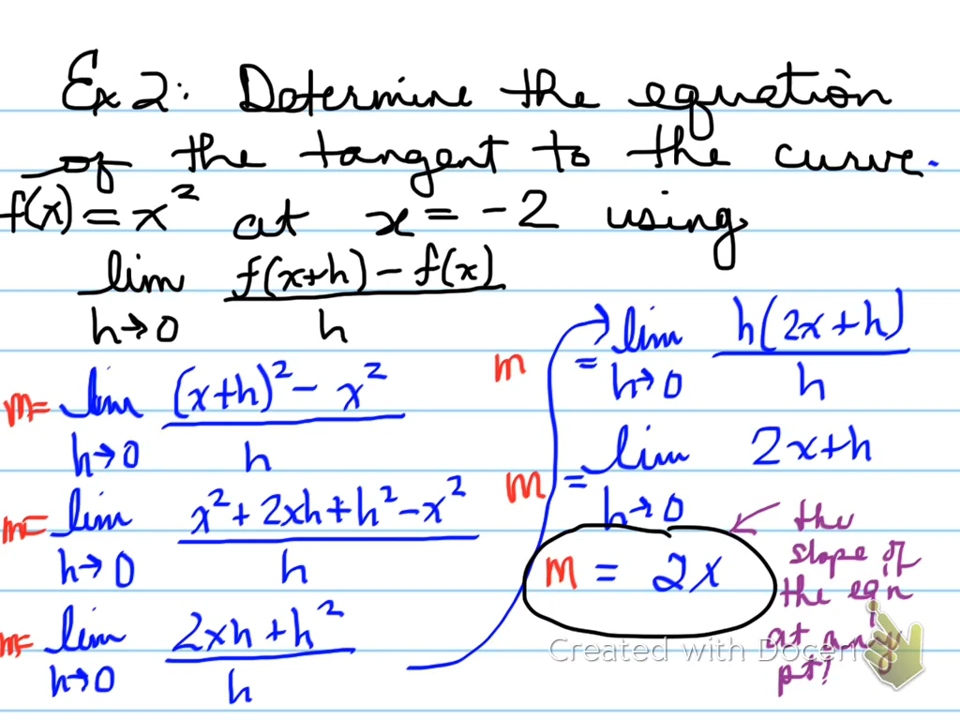 Ex 2: Determine the equation
of the tangent to the curve.
f(x) = x² at x = -2 using
lim h→0 (f(x+h) - f(x))/h
m= lim h→0 ((x+h)² - x²)/h
m= lim h→0 (x² + 2xh + h² - x²)/h
m= lim h→0 (2xh + h²)/h
m = lim h→0 h(2x+h)/h
m = lim h→0 2x+h
m = 2x
the
slope of
the eqn
at any
pt!
Created with Doceri